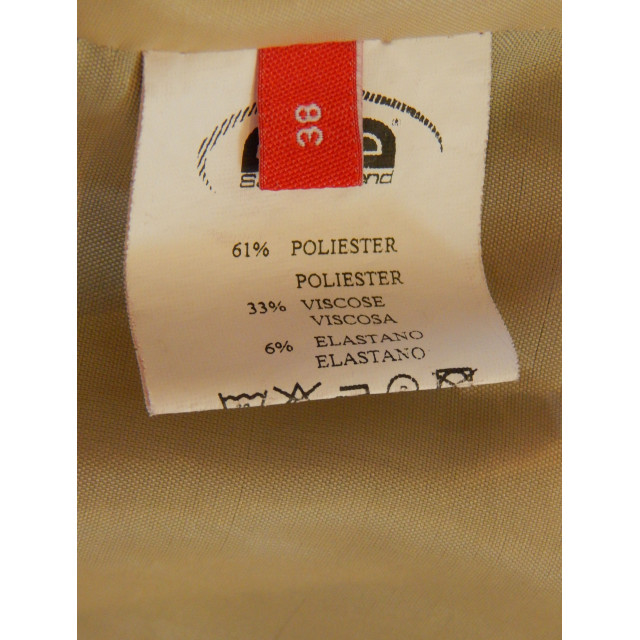 38
D®
61% POLIESTER
POLIESTER
33% VISCOSE
VISCOSA
6% ELASTANO
ELASTANO